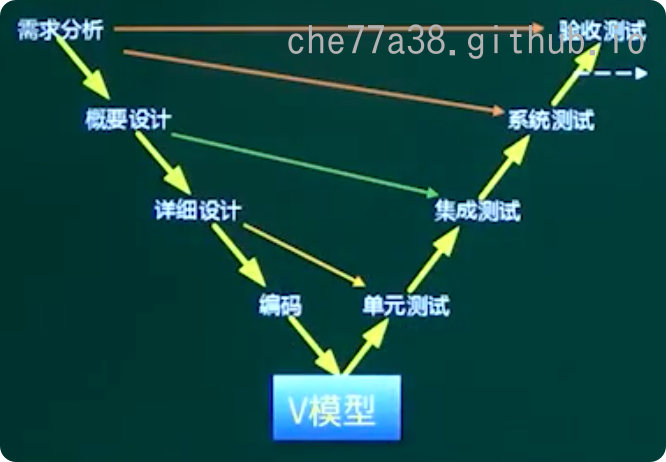 需求分析
验收测试
che77a38.github.io
概要设计
系统测试
详细设计
集成测试
编码
单元测试
V模型